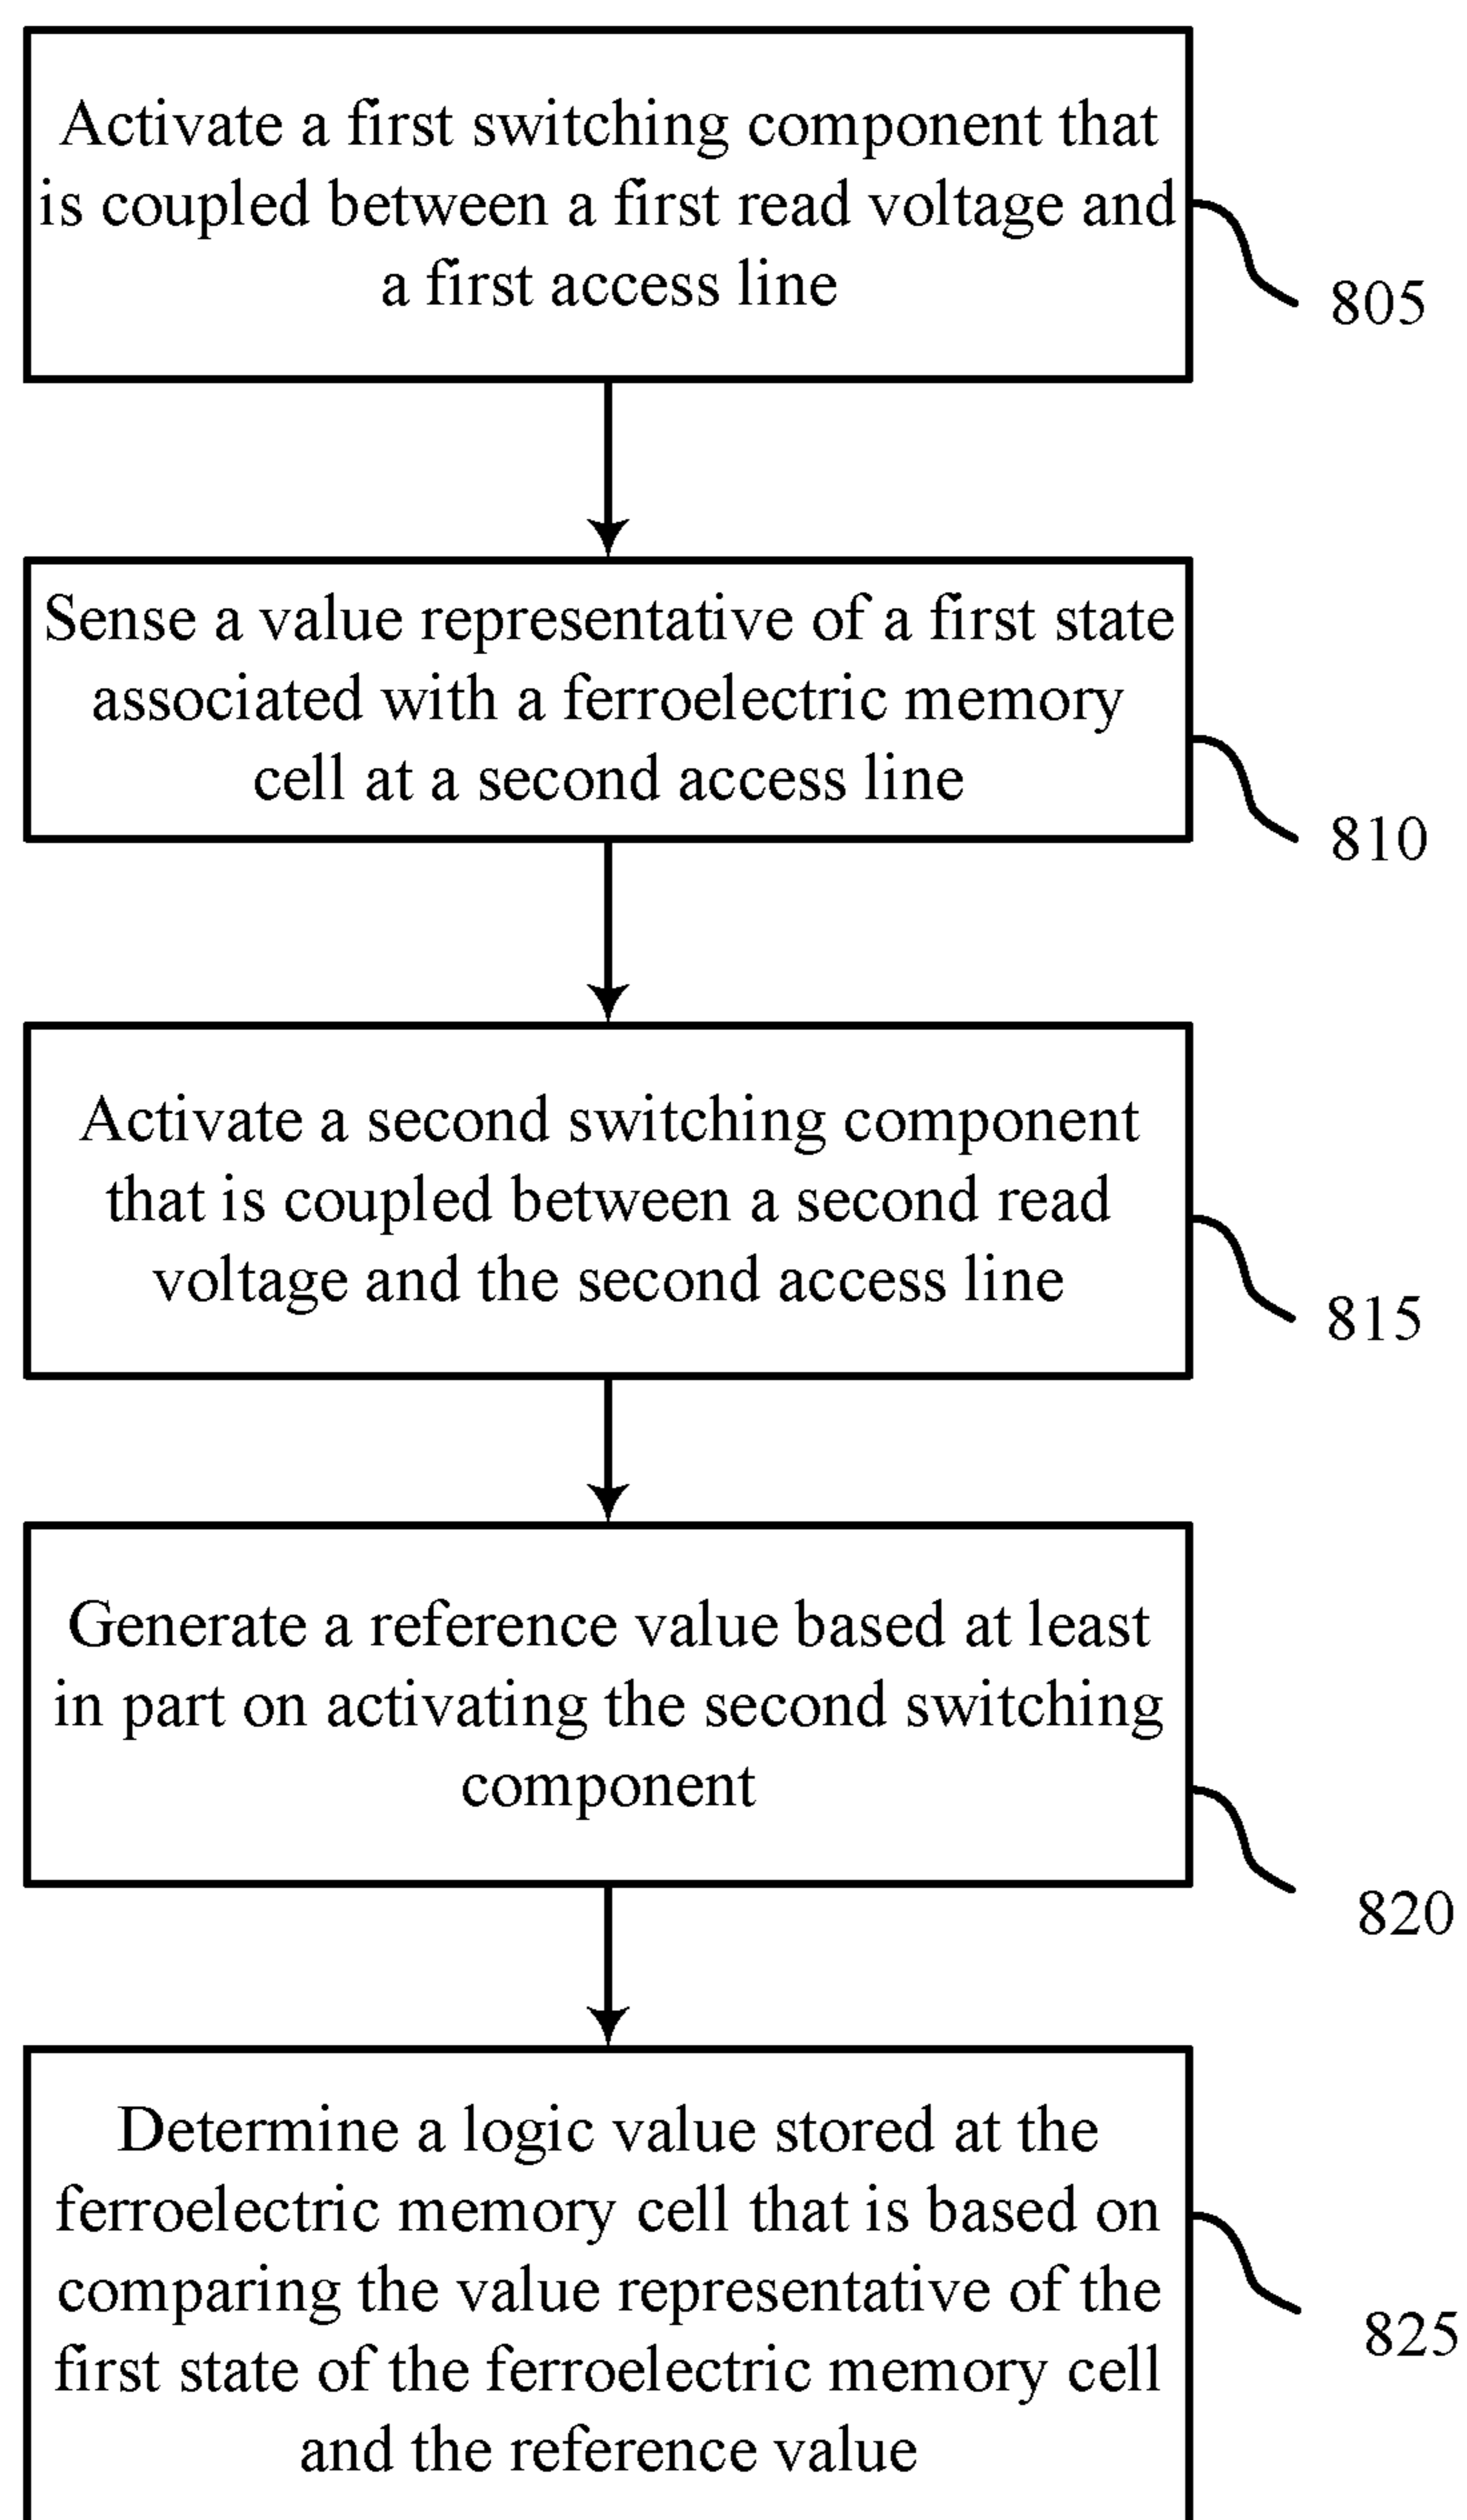 Activate a first switching component that
is coupled between a first read voltage and
a first access line
805
Sense a value representative of a first state
associated with a ferroelectric memory
cell at a second access line
810
Activate a second switching component
that is coupled between a second read
voltage and the second access line
815
Generate a reference value based at least
in part on activating the second switching
component
820
Determine a logic value stored at the
ferroelectric memory cell that is based on
comparing the value representative of the
first state of the ferroelectric memory cell
and the reference value
825